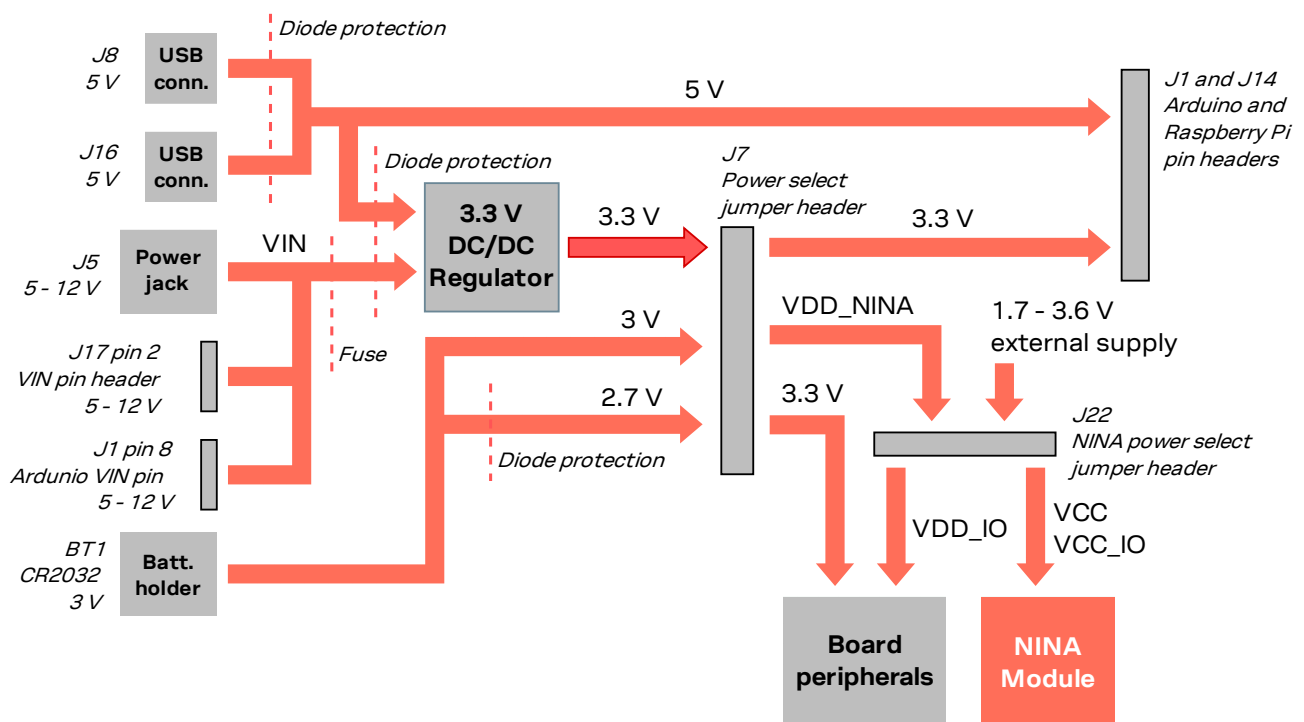 Diode protection
J8
5 V
USB
conn.
5 V
J1 and J14
Arduino and
Raspberry Pi
pin headers
J16
5 V
USB
conn.
Diode protection
J7
Power select
jumper header
3.3 V
DC/DC
Regulator
3.3 V
3.3 V
J5
5 - 12 V
Power
jack
VIN
Fuse
3 V
VDD_NINA
1.7 - 3.6 V
external supply
J17 pin 2
VIN pin header
5 - 12 V
2.7 V
3.3 V
Diode protection
J22
NINA power select
jumper header
J1 pin 8
Ardunio VIN pin
5 - 12 V
BT1
CR2032
3 V
Batt.
holder
VDD_IO
VCC
VCC_IO
Board
peripherals
NINA
Module